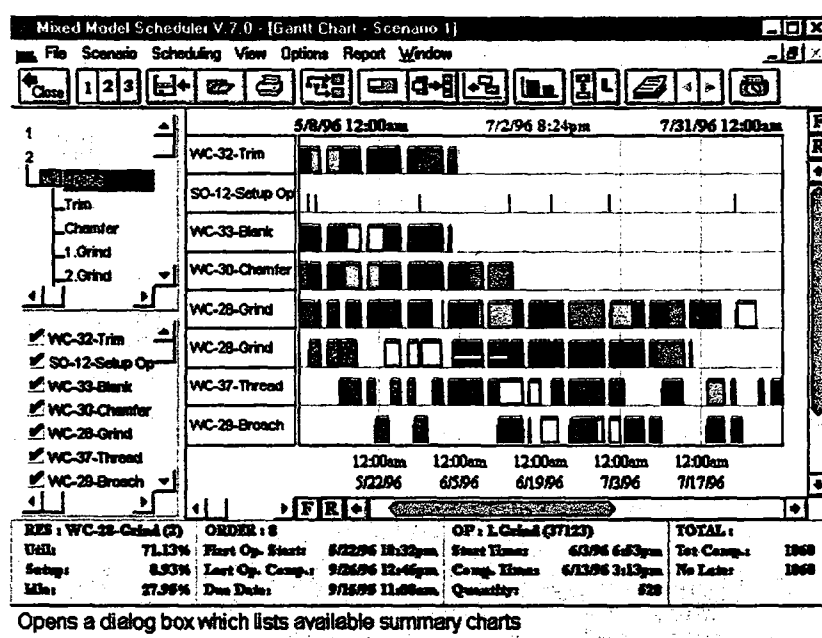 Mixed Model Scheduler V.7.0 - [Gantt Chart - Scenario 1]
File Scenario Scheduling View Options Report Window
Close 1 2 3 L
1
2
Trim
Chamfer
1.Grind
2.Grind
WC-32-Trim
SO-12-Setup Op
WC-33-Blank
WC-30-Chamfer
WC-28-Grind
WC-37-Thread
WC-29-Broach
5/8/96 12:00am 7/2/96 8:24pm 7/31/96 12:00am
WC-32-Trim
SO-12-Setup Op
WC-33-Blank
WC-30-Chamfer
WC-28-Grind
WC-28-Grind
WC-37-Thread
WC-29-Broach
12:00am 12:00am 12:00am 12:00am 12:00am
5/22/96 6/5/96 6/19/96 7/3/96 7/17/96
F R
F
R
RES : WC-28-Grind (2) ORDER : 8 OP : 1.Grind (37123) TOTAL :
Util: 71.13% First Op. Start: 5/22/96 10:32pm Start Time: 6/3/96 6:53pm Tot Comp.: 1060
Setup: 8.93% Last Op. Comp.: 9/26/96 12:46pm Comp. Time: 6/13/96 3:13pm No Late: 1060
Idle: 27.95% Due Date: 9/15/95 11:00am Quantity: 520
Opens a dialog box which lists available summary charts